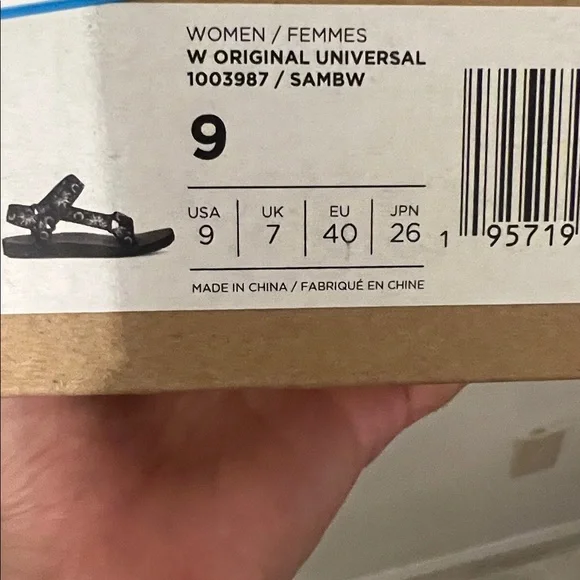 WOMEN / FEMMES
W ORIGINAL UNIVERSAL
1003987 / SAMBW
9
USA UK EU JPN
9 7 40 26
1 95719
MADE IN CHINA / FABRIQUÉ EN CHINE